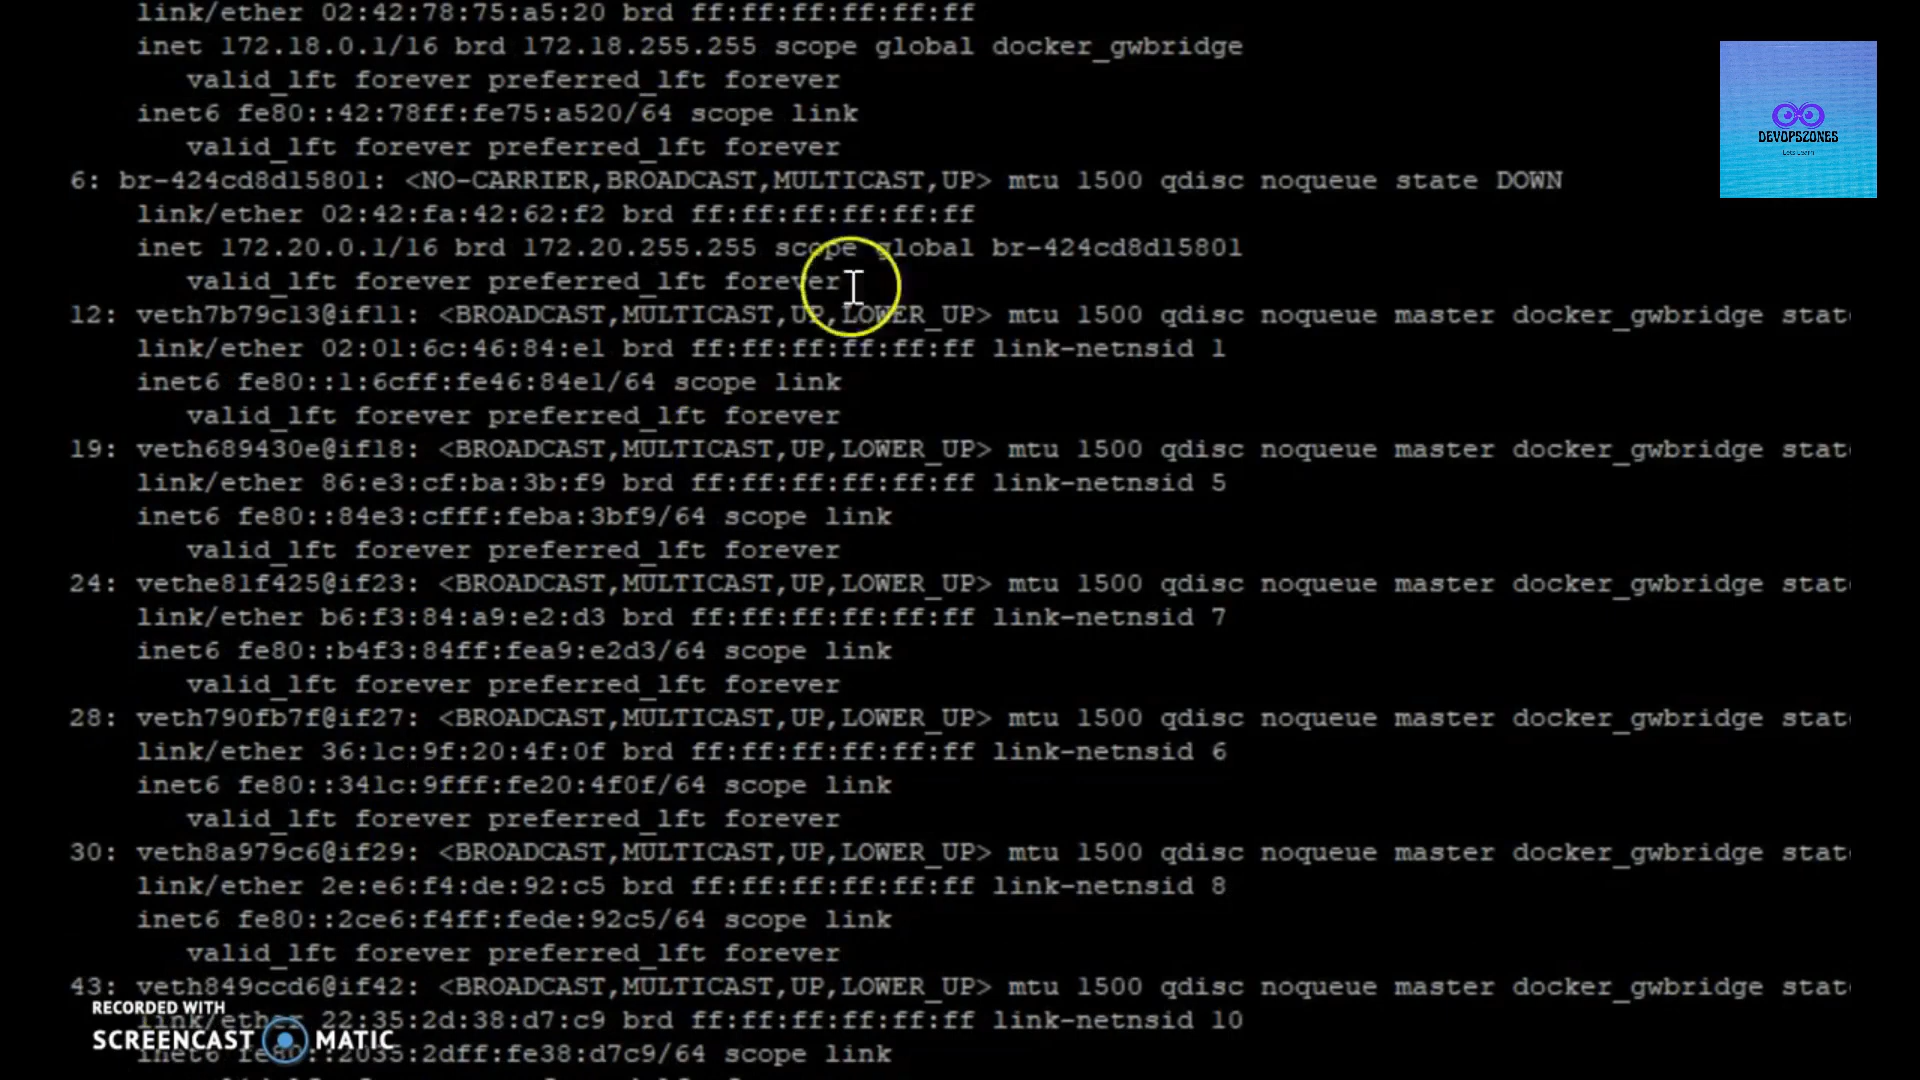 link/ether 02:42:78:75:a5:20 brd ff:ff:ff:ff:ff:ff
inet 172.18.0.1/16 brd 172.18.255.255 scope global docker_gwbridge
valid_lft forever preferred_lft forever
inet6 fe80::42:78ff:fe75:a520/64 scope link
valid_lft forever preferred_lft forever
6: br-424cd8d15801: <NO-CARRIER,BROADCAST,MULTICAST,UP> mtu 1500 qdisc noqueue state DOWN
link/ether 02:42:fa:42:62:f2 brd ff:ff:ff:ff:ff:ff
inet 172.20.0.1/16 brd 172.20.255.255 scope global br-424cd8d15801
valid_lft forever preferred_lft forever
12: veth7b79c13@if11: <BROADCAST,MULTICAST,UP,LOWER_UP> mtu 1500 qdisc noqueue master docker_gwbridge stat
link/ether 02:01:6c:46:84:e1 brd ff:ff:ff:ff:ff:ff link-netnsid 1
inet6 fe80::1:6cff:fe46:84e1/64 scope link
valid_lft forever preferred_lft forever
19: veth689430e@if18: <BROADCAST,MULTICAST,UP,LOWER_UP> mtu 1500 qdisc noqueue master docker_gwbridge stat
link/ether 86:e3:cf:ba:3b:f9 brd ff:ff:ff:ff:ff:ff link-netnsid 5
inet6 fe80::84e3:cfff:feba:3bf9/64 scope link
valid_lft forever preferred_lft forever
24: vethe81f425@if23: <BROADCAST,MULTICAST,UP,LOWER_UP> mtu 1500 qdisc noqueue master docker_gwbridge stat
link/ether b6:f3:84:a9:e2:d3 brd ff:ff:ff:ff:ff:ff link-netnsid 7
inet6 fe80::b4f3:84ff:fea9:e2d3/64 scope link
valid_lft forever preferred_lft forever
28: veth790fb7f@if27: <BROADCAST,MULTICAST,UP,LOWER_UP> mtu 1500 qdisc noqueue master docker_gwbridge stat
link/ether 36:1c:9f:20:4f:0f brd ff:ff:ff:ff:ff:ff link-netnsid 6
inet6 fe80::341c:9fff:fe20:4f0f/64 scope link
valid_lft forever preferred_lft forever
30: veth8a979c6@if29: <BROADCAST,MULTICAST,UP,LOWER_UP> mtu 1500 qdisc noqueue master docker_gwbridge stat
link/ether 2e:e6:f4:de:92:c5 brd ff:ff:ff:ff:ff:ff link-netnsid 8
inet6 fe80::2ce6:f4ff:fede:92c5/64 scope link
valid_lft forever preferred_lft forever
43: veth849ccd6@if42: <BROADCAST,MULTICAST,UP,LOWER_UP> mtu 1500 qdisc noqueue master docker_gwbridge stat
link/ether 22:35:2d:38:d7:c9 brd ff:ff:ff:ff:ff:ff link-netnsid 10
inet6 fe80::2035:2dff:fe38:d7c9/64 scope link
DEVOPSZONES
Lets Learn
RECORDED WITH
SCREENCAST MATIC